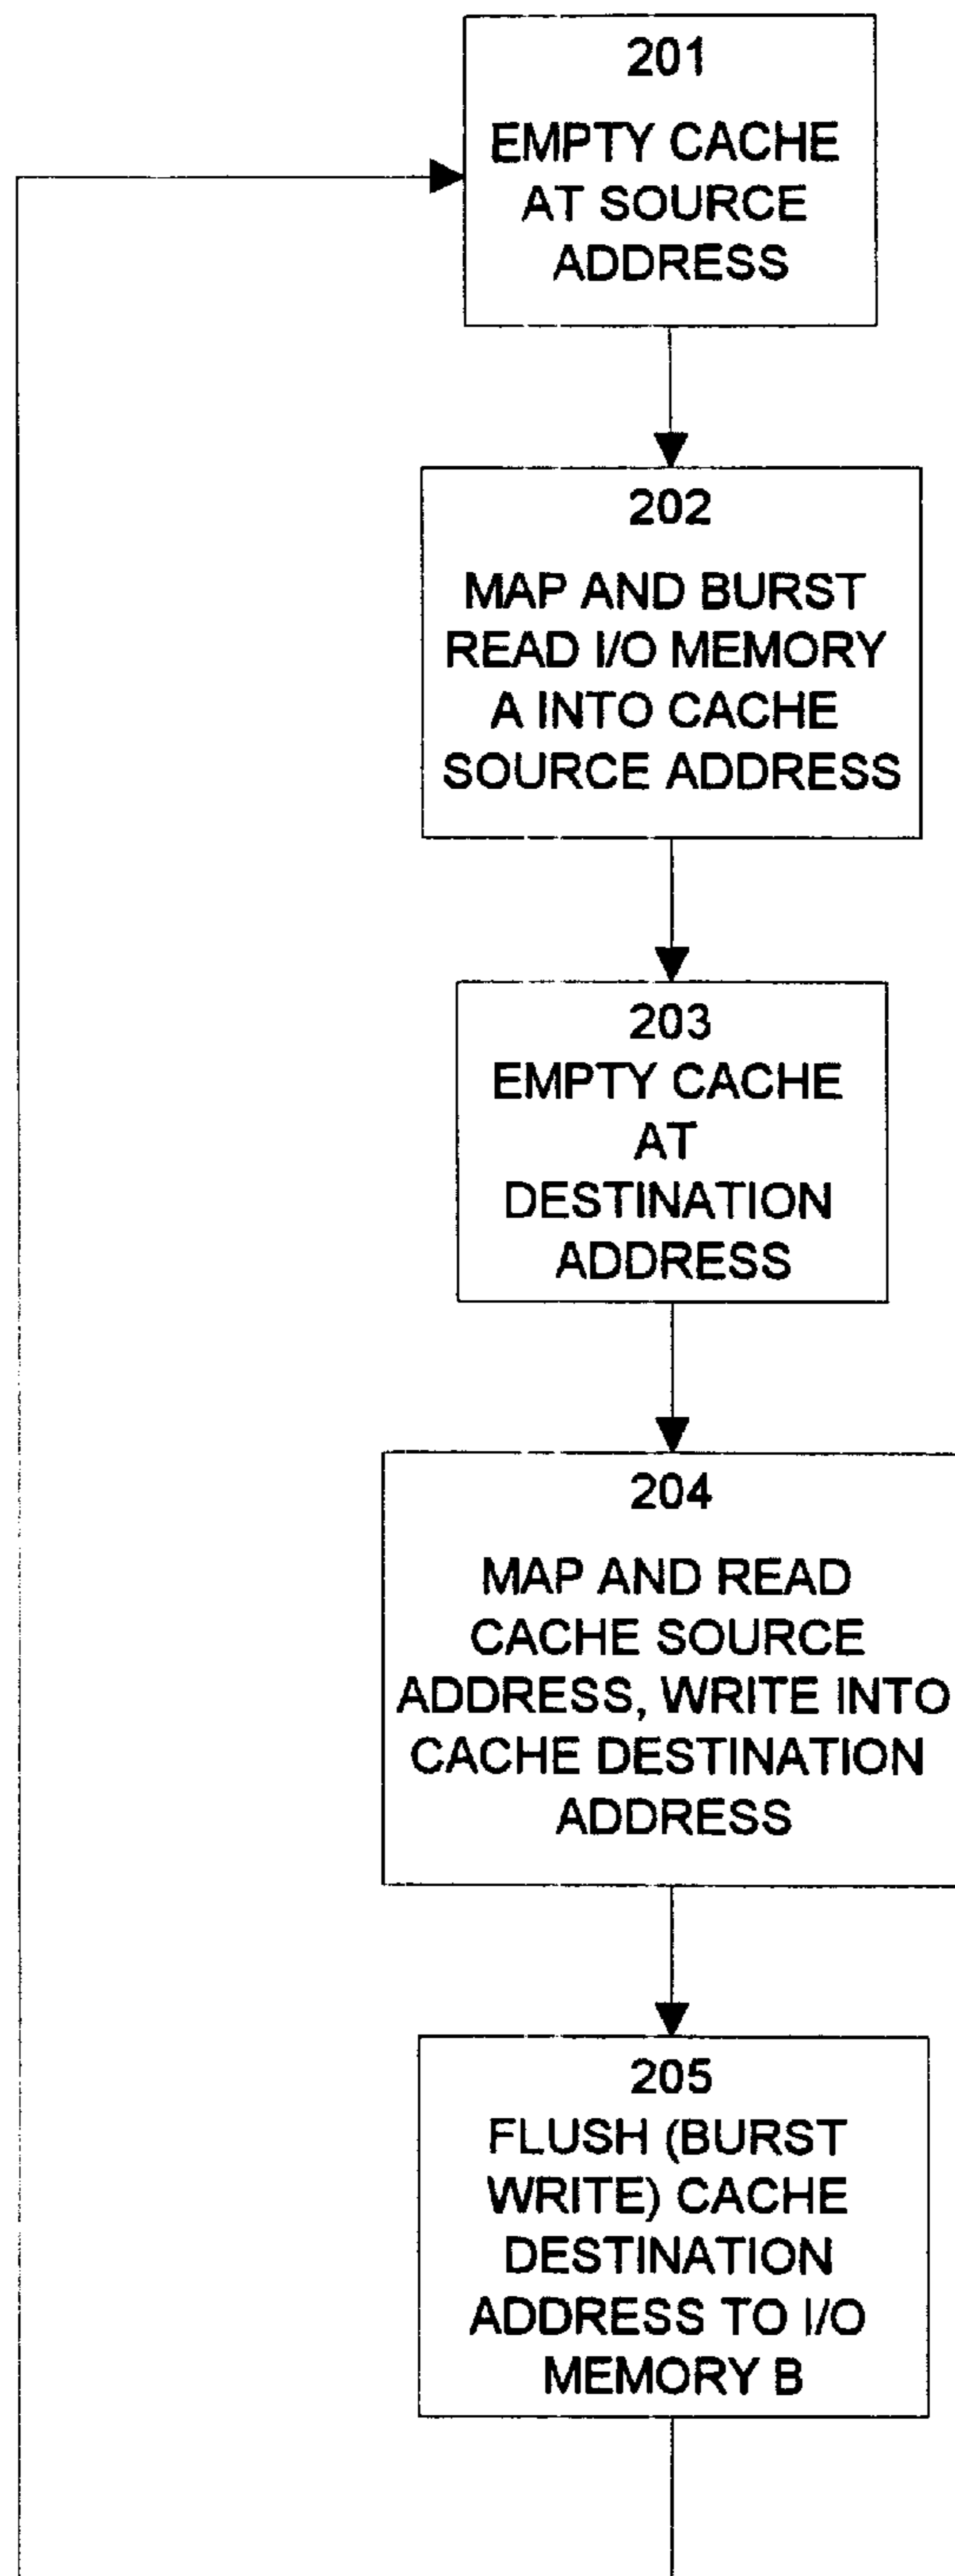 201
EMPTY CACHE
AT SOURCE
ADDRESS
202
MAP AND BURST
READ I/O MEMORY
A INTO CACHE
SOURCE ADDRESS
203
EMPTY CACHE
AT
DESTINATION
ADDRESS
204
MAP AND READ
CACHE SOURCE
ADDRESS, WRITE INTO
CACHE DESTINATION
ADDRESS
205
FLUSH (BURST
WRITE) CACHE
DESTINATION
ADDRESS TO I/O
MEMORY B